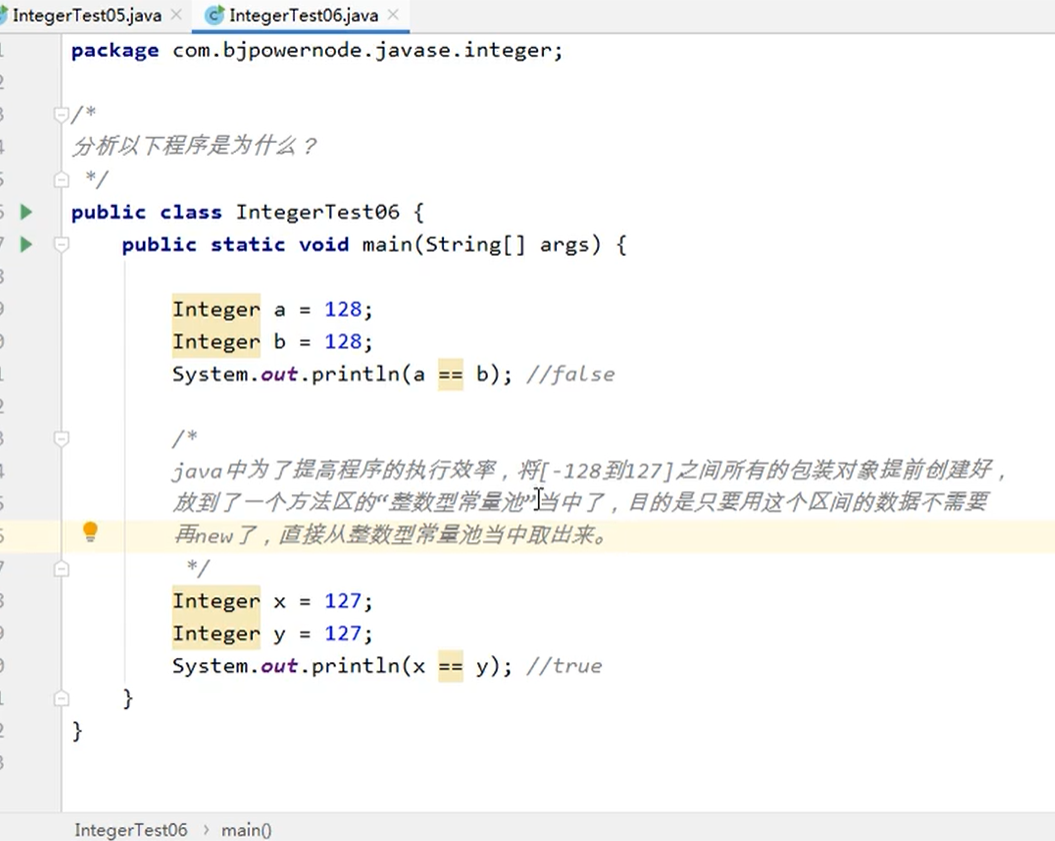 IntegerTest05.java × IntegerTest06.java ×
package com.bjpowernode.javase.integer;
/*
分析以下程序是为什么？
*/
public class IntegerTest06 {
public static void main(String[] args) {
Integer a = 128;
Integer b = 128;
System.out.println(a == b); //false
/*
java中为了提高程序的执行效率，将[-128到127]之间所有的包装对象提前创建好，
放到了一个方法区的“整数型常量池”当中了，目的是只要用这个区间的数据不需要
再new了，直接从整数型常量池当中取出来。
*/
Integer x = 127;
Integer y = 127;
System.out.println(x == y); //true
}
}
IntegerTest06 › main()